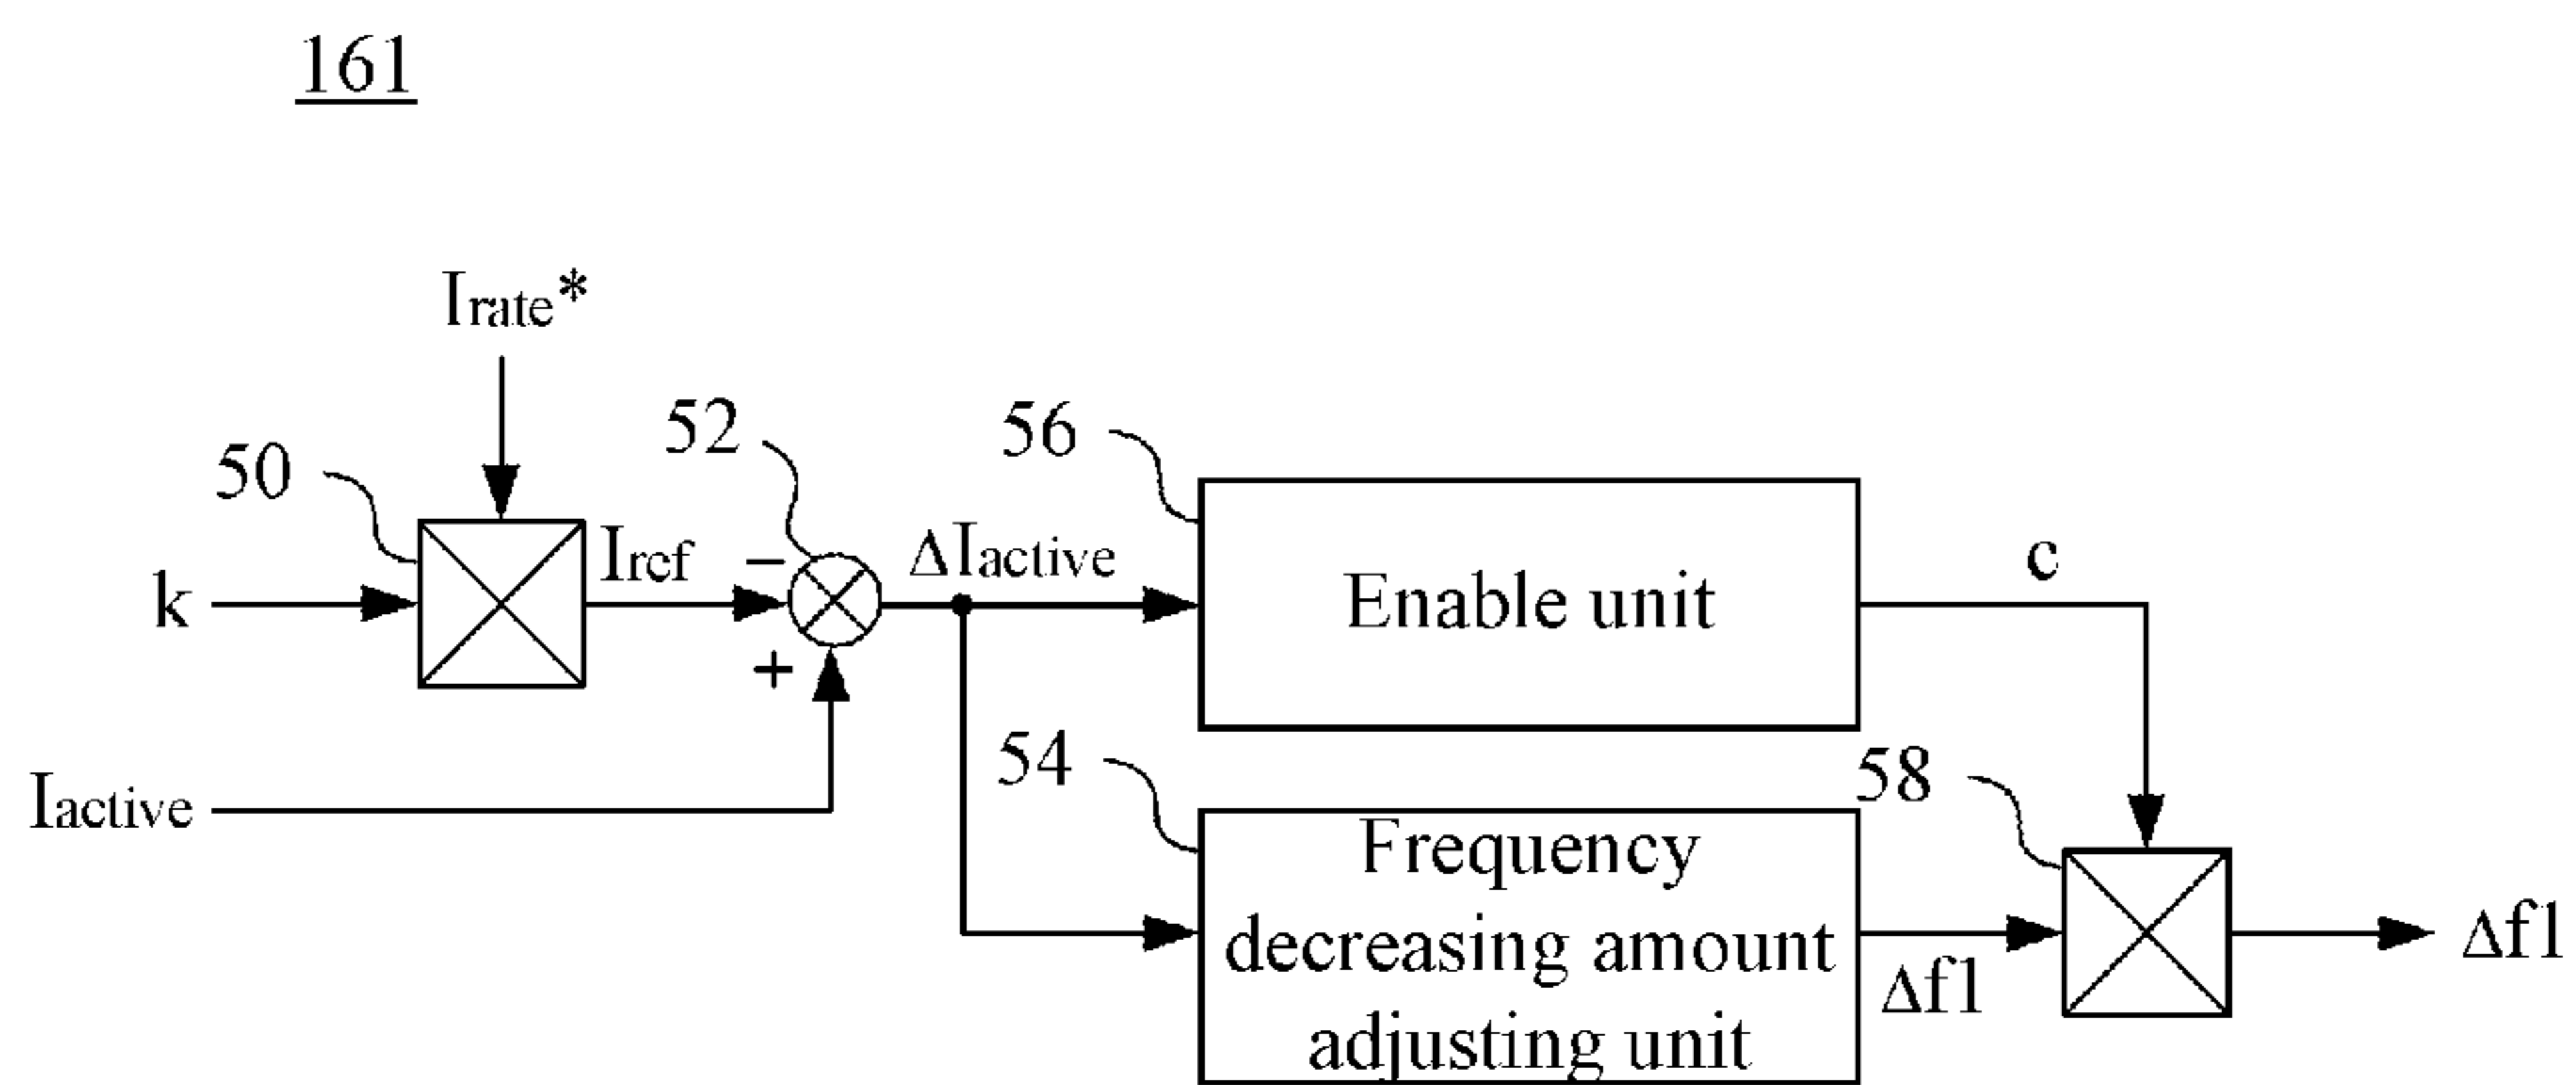 161
Irate*
52
56
50
Iref
−
ΔIactive
c
k
Enable unit
+
54
58
Iactive
Frequency
decreasing amount
adjusting unit
Δf1
Δf1